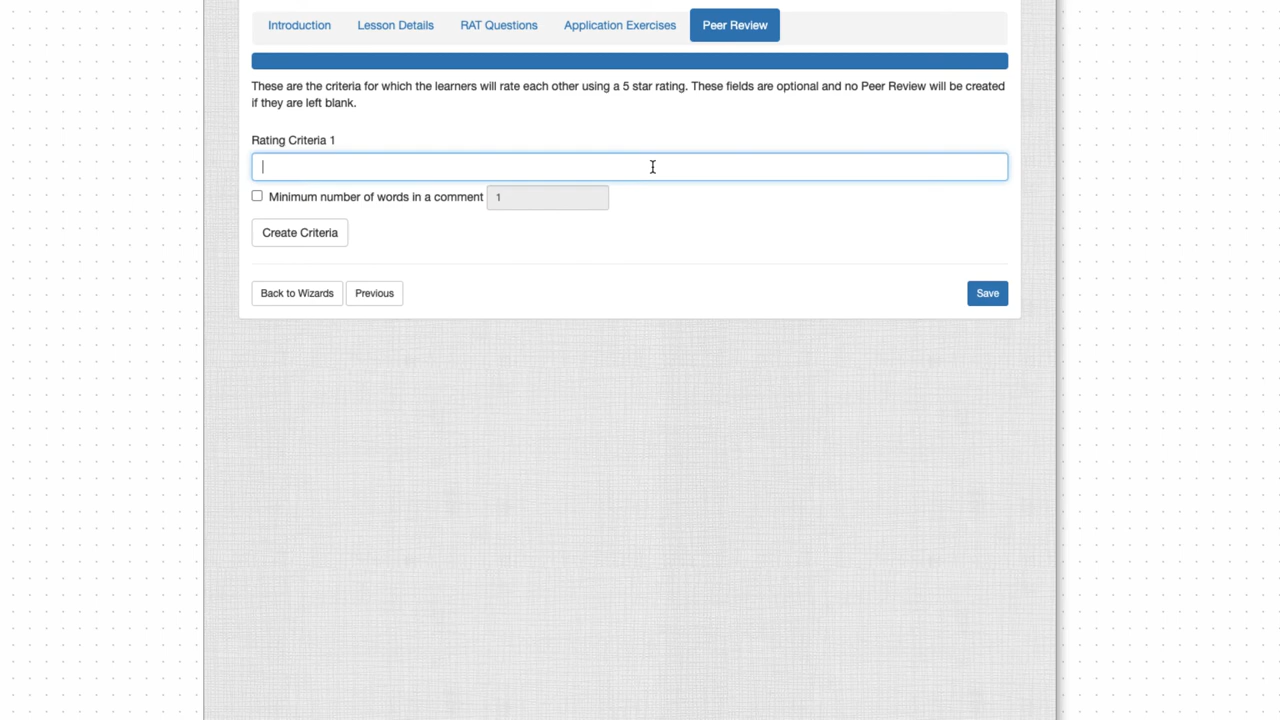 Introduction Lesson Details RAT Questions Application Exercises Peer Review
These are the criteria for which the learners will rate each other using a 5 star rating. These fields are optional and no Peer Review will be created
if they are left blank.
Rating Criteria 1
Minimum number of words in a comment 1
Create Criteria
Back to Wizards Previous Save